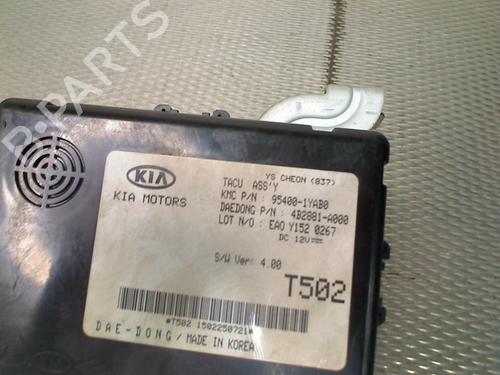 B-PARTS
YS CHEON (837)
KIA
KIA MOTORS
TACU ASS'Y
KMC P/N : 95400-1YAB0
DAEDONG P/N : 4B2081-A000
LOT N/O : EAO Y152 0267
DC 12V
S/W Ver: 4.00
T502
*T502 1502250721*
DAE-DONG / MADE IN KOREA